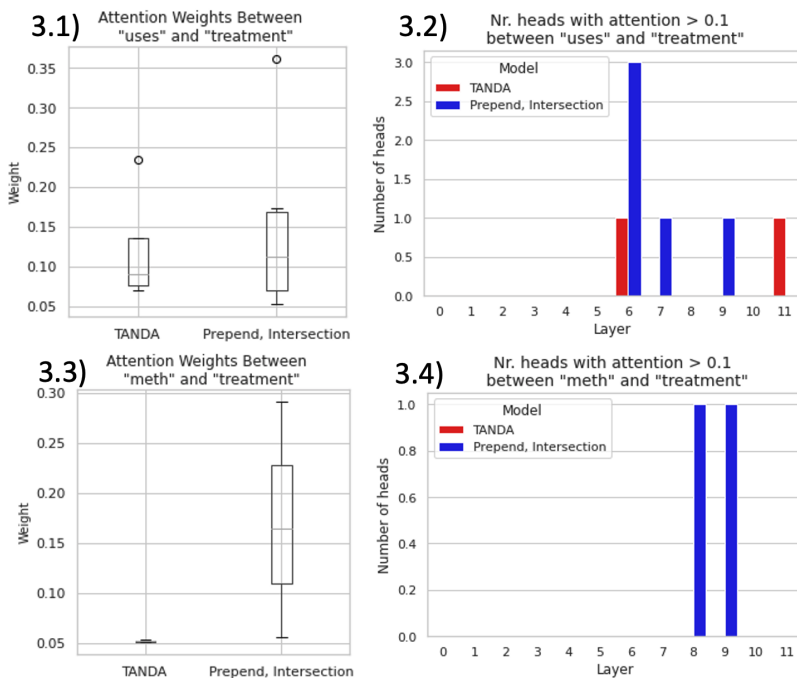 3.1)
Attention Weights Between
"uses" and "treatment"
Weight
0.35
0.30
0.25
0.20
0.15
0.10
0.05
TANDA Prepend, Intersection
3.2)
Nr. heads with attention > 0.1
between "uses" and "treatment"
Number of heads
3.0
2.5
2.0
1.5
1.0
0.5
0.0
Model
TANDA
Prepend, Intersection
0 1 2 3 4 5 6 7 8 9 10 11
Layer
3.3)
Attention Weights Between
"meth" and "treatment"
Weight
0.30
0.25
0.20
0.15
0.10
0.05
TANDA Prepend, Intersection
3.4)
Nr. heads with attention > 0.1
between "meth" and "treatment"
Number of heads
1.0
0.8
0.6
0.4
0.2
0.0
Model
TANDA
Prepend, Intersection
0 1 2 3 4 5 6 7 8 9 10 11
Layer